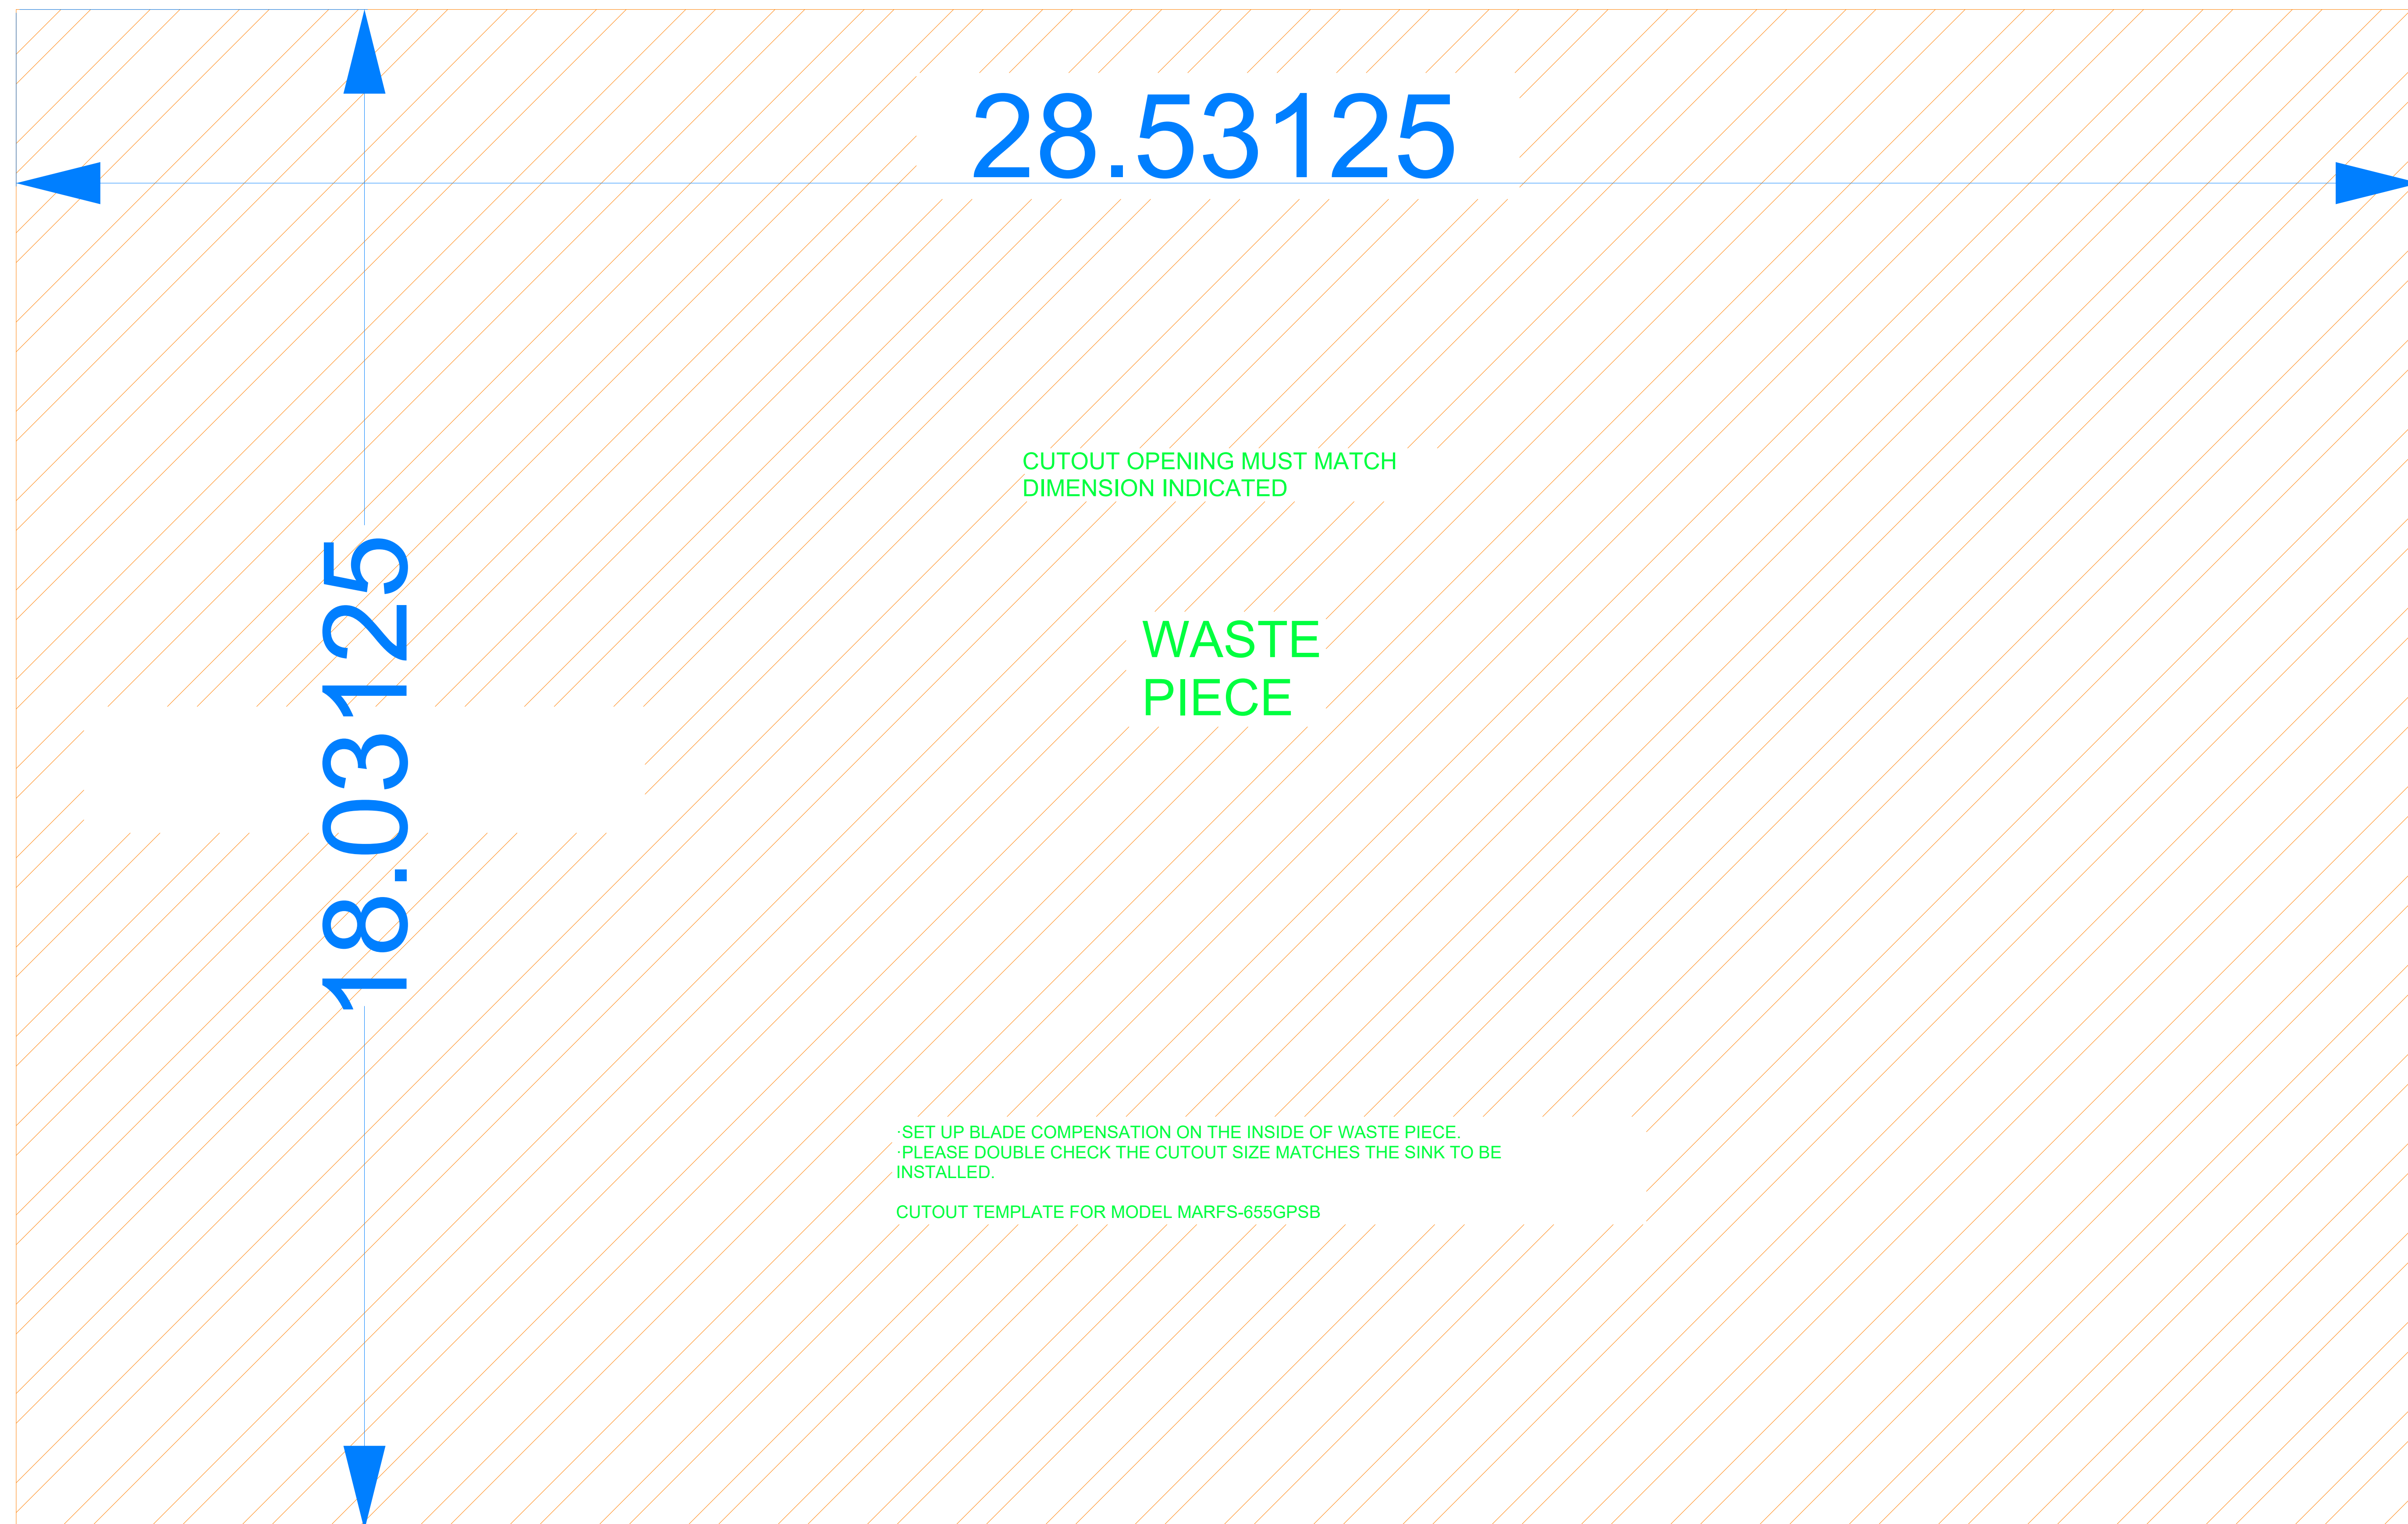 28.53125
CUTOUT OPENING MUST MATCH
DIMENSION INDICATED
18.03125
WASTE
PIECE
·SET UP BLADE COMPENSATION ON THE INSIDE OF WASTE PIECE.
·PLEASE DOUBLE CHECK THE CUTOUT SIZE MATCHES THE SINK TO BE
INSTALLED.
CUTOUT TEMPLATE FOR MODEL MARFS-655GPSB